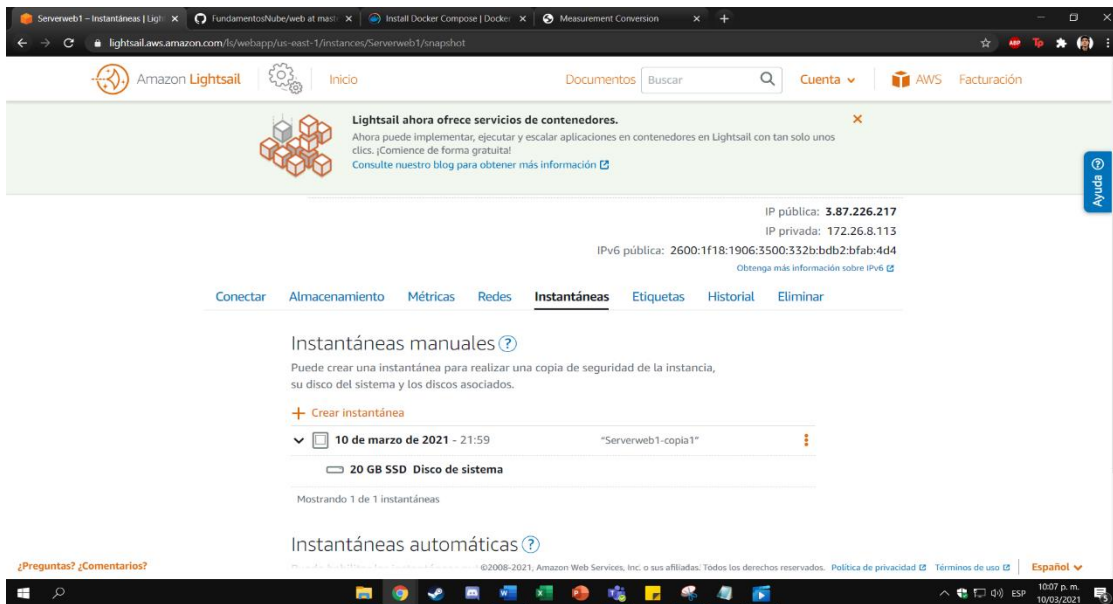 Serverweb1 – Instantáneas | Light
FundamentosNube/web at mast
Install Docker Compose | Docker
Measurement Conversion
lightsail.aws.amazon.com/ls/webapp/us-east-1/instances/Serverweb1/snapshot
ABP
Tp
Amazon Lightsail
Inicio
Documentos
Buscar
Cuenta
AWS
Facturación
Lightsail ahora ofrece servicios de contenedores.
Ahora puede implementar, ejecutar y escalar aplicaciones en contenedores en Lightsail con tan solo unos
clics. ¡Comience de forma gratuita!
Consulte nuestro blog para obtener más información
Ayuda
IP pública: 3.87.226.217
IP privada: 172.26.8.113
IPv6 pública: 2600:1f18:1906:3500:332b:bdb2:bfab:4d4
Obtenga más información sobre IPv6
Conectar Almacenamiento Métricas Redes Instantáneas Etiquetas Historial Eliminar
Instantáneas manuales
Puede crear una instantánea para realizar una copia de seguridad de la instancia,
su disco del sistema y los discos asociados.
+ Crear instantánea
10 de marzo de 2021 - 21:59 "Serverweb1-copia1"
20 GB SSD Disco de sistema
Mostrando 1 de 1 instantáneas
Instantáneas automáticas
¿Preguntas? ¿Comentarios?
©2008-2021, Amazon Web Services, Inc. o sus afiliadas. Todos los derechos reservados. Política de privacidad Términos de uso Español
ESP
10:07 p. m.
10/03/2021